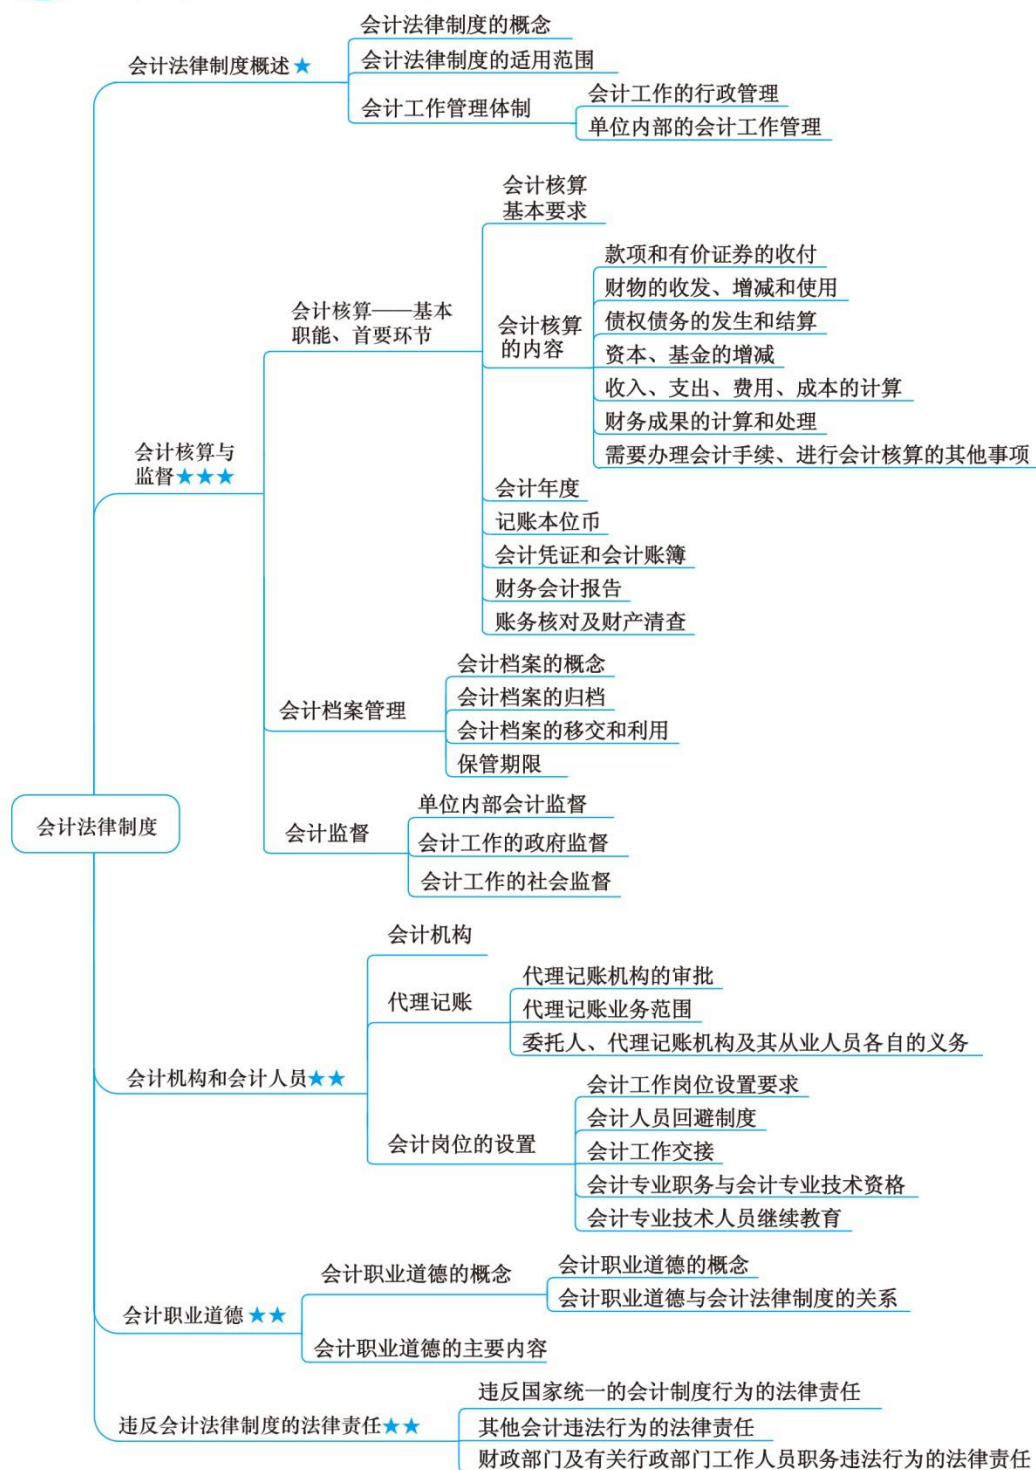 会计法律制度
会计法律制度概述★
会计法律制度的概念
会计法律制度的适用范围
会计工作管理体制
会计工作的行政管理
单位内部的会计工作管理
会计核算与
监督★★★
会计核算——基本
职能、首要环节
会计核算
基本要求
会计核算
的内容
款项和有价证券的收付
财物的收发、增减和使用
债权债务的发生和结算
资本、基金的增减
收入、支出、费用、成本的计算
财务成果的计算和处理
需要办理会计手续、进行会计核算的其他事项
会计年度
记账本位币
会计凭证和会计账簿
财务会计报告
账务核对及财产清查
会计档案管理
会计档案的概念
会计档案的归档
会计档案的移交和利用
保管期限
会计监督
单位内部会计监督
会计工作的政府监督
会计工作的社会监督
会计机构和会计人员★★
会计机构
代理记账
代理记账机构的审批
代理记账业务范围
委托人、代理记账机构及其从业人员各自的义务
会计岗位的设置
会计工作岗位设置要求
会计人员回避制度
会计工作交接
会计专业职务与会计专业技术资格
会计专业技术人员继续教育
会计职业道德★★
会计职业道德的概念
会计职业道德的概念
会计职业道德与会计法律制度的关系
会计职业道德的主要内容
违反会计法律制度的法律责任★★
违反国家统一的会计制度行为的法律责任
其他会计违法行为的法律责任
财政部门及有关行政部门工作人员职务违法行为的法律责任